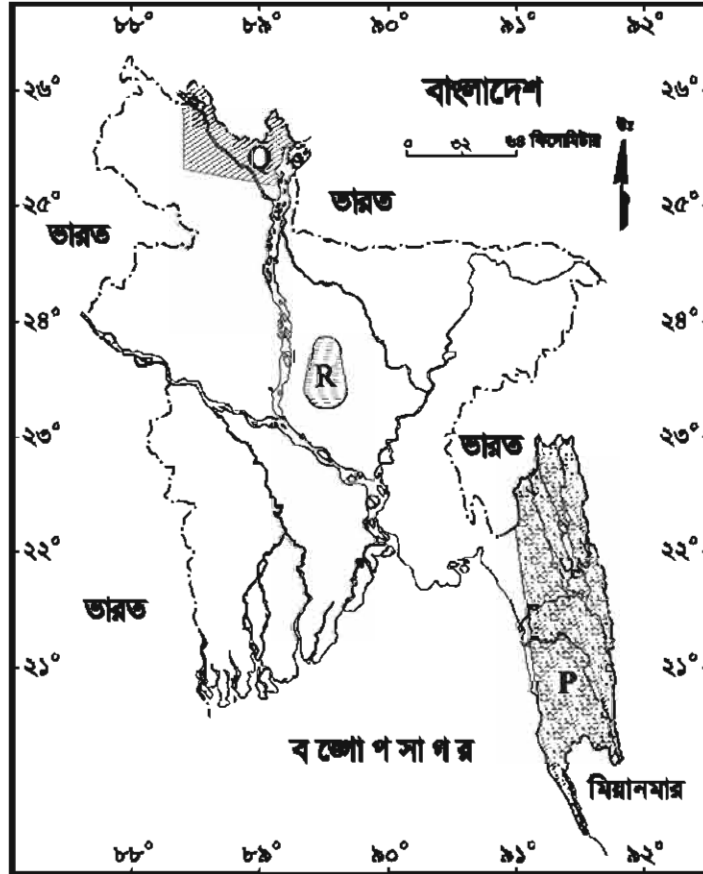 ৮৮° ৮৯° ৯০° ৯১° ৯২°
২৬° ২৬°
বাংলাদেশ
উঃ
০ ৩২ ৬৪ কিলোমিটার
Q
২৫° ২৫°
ভারত
ভারত
২৪° ২৪°
R
২৩° ২৩°
ভারত
২২° ২২°
ভারত
২১° ২১°
P
বঙ্গোপসাগর
মিয়ানমার
৮৮° ৮৯° ৯০° ৯১° ৯২°